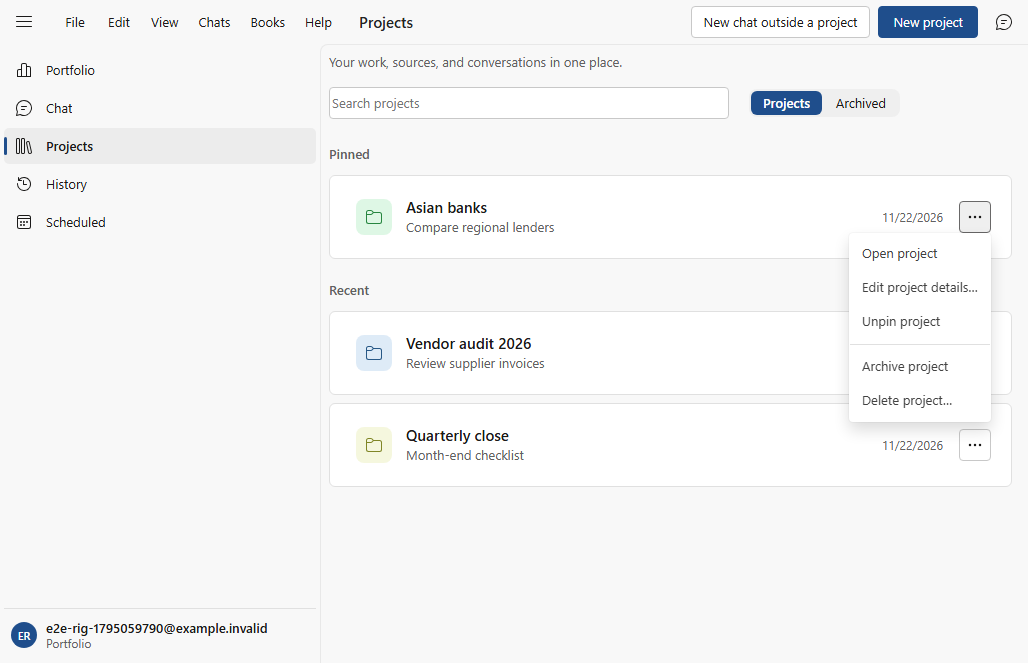 File Edit View Chats Books Help Projects New chat outside a project New project
Portfolio
Chat
Projects
History
Scheduled
Your work, sources, and conversations in one place.
Search projects
Projects Archived
Pinned
Asian banks
Compare regional lenders
11/22/2026
Open project
Edit project details...
Unpin project
Archive project
Delete project...
Recent
Vendor audit 2026
Review supplier invoices
Quarterly close
Month-end checklist
11/22/2026
ER
e2e-rig-1795059790@example.invalid
Portfolio